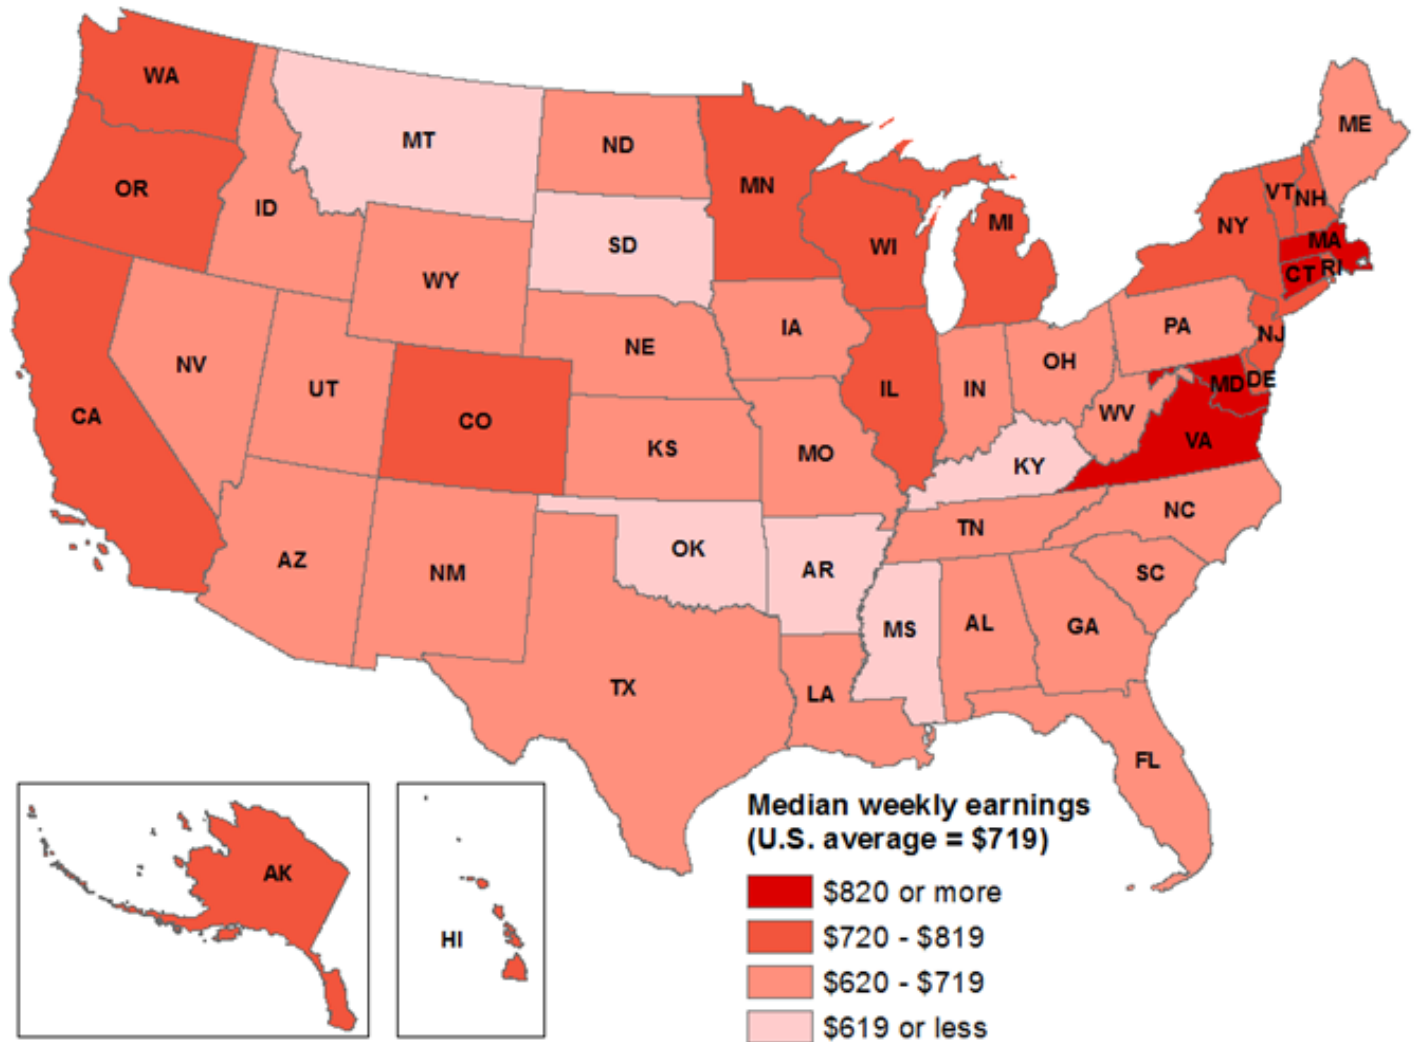 WA
MT
ND
ME
OR
MN
ID
VT
NH
NY
MI
SD
WI
MA
CT
RI
WY
IA
PA
NJ
NE
OH
NV
UT
IN
IL
MD
DE
WV
CA
CO
KS
MO
VA
KY
NC
TN
AZ
NM
OK
AR
SC
MS
AL
GA
TX
LA
FL
AK
HI
Median weekly earnings
(U.S. average = $719)
$820 or more
$720 - $819
$620 - $719
$619 or less